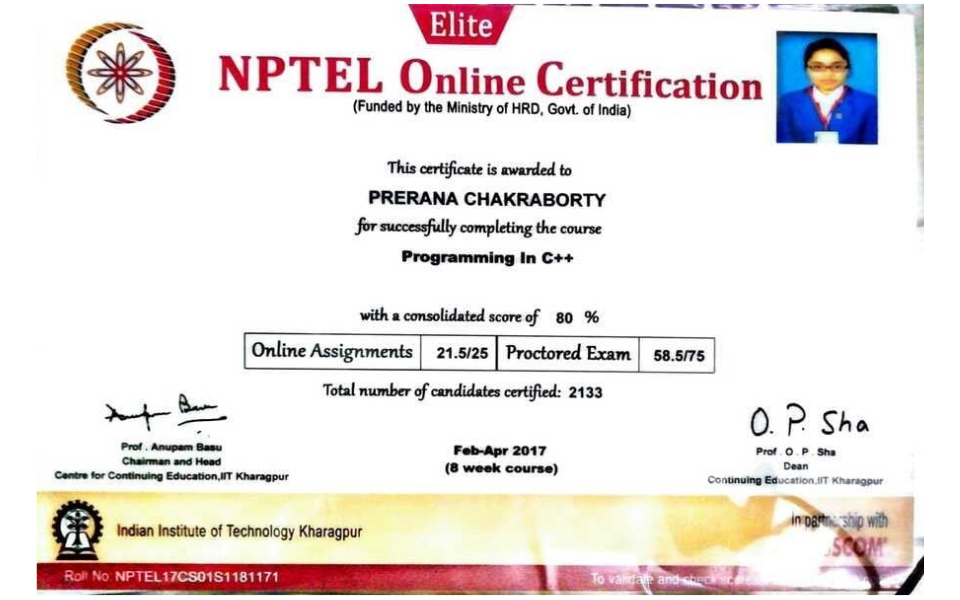 Elite
NPTEL Online Certification
(Funded by the Ministry of HRD, Govt. of India)
This certificate is awarded to
PRERANA CHAKRABORTY
for successfully completing the course
Programming In C++
with a consolidated score of 80 %
Online Assignments 21.5/25 Proctored Exam 58.5/75
Total number of candidates certified: 2133
O. P. Sha
Prof . Anupam Basu
Chairman and Head
Centre for Continuing Education,IIT Kharagpur
Feb-Apr 2017
(8 week course)
Prof . O . P . Sha
Dean
Continuing Education,IIT Kharagpur
Indian Institute of Technology Kharagpur
In partnership with
Roll No: NPTEL17CS01S1181171
To validate and check scores